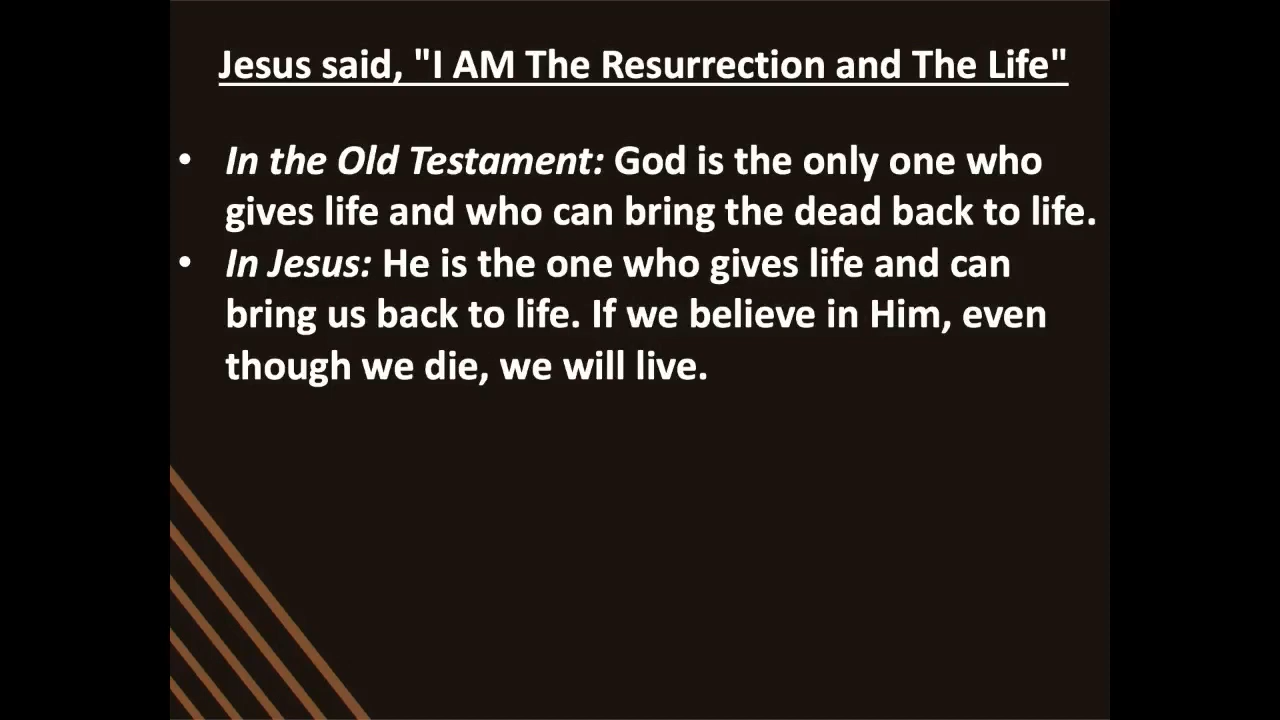 Jesus said, "I AM The Resurrection and The Life"
• In the Old Testament: God is the only one who
gives life and who can bring the dead back to life.
• In Jesus: He is the one who gives life and can
bring us back to life. If we believe in Him, even
though we die, we will live.